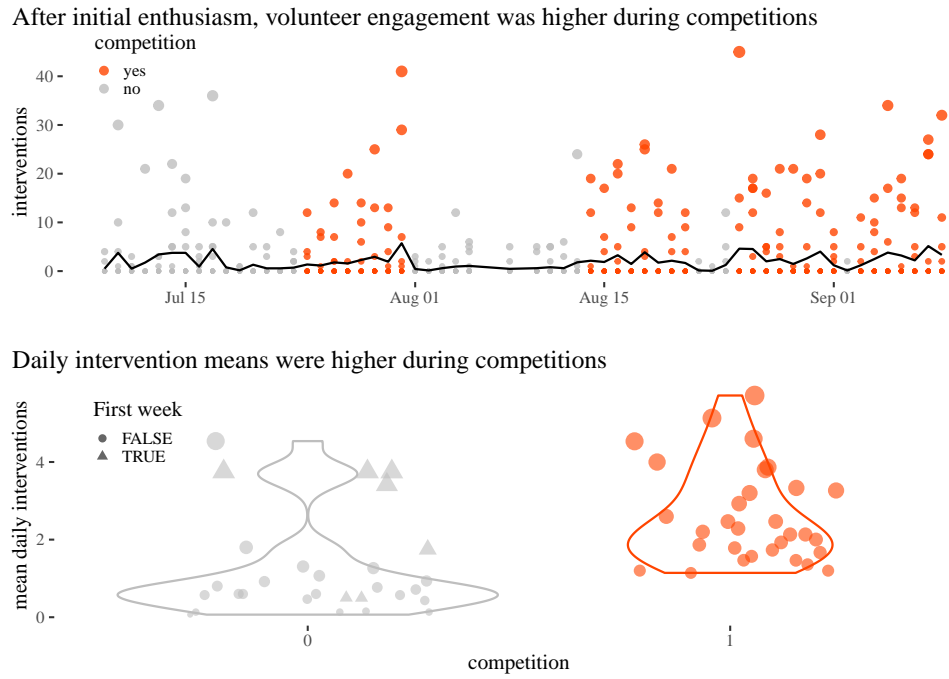 After initial enthusiasm, volunteer engagement was higher during competitions
competition
yes
no
interventions
40
30
20
10
0
Jul 15
Aug 01
Aug 15
Sep 01
Daily intervention means were higher during competitions
First week
FALSE
TRUE
mean daily interventions
4
2
0
0
1
competition